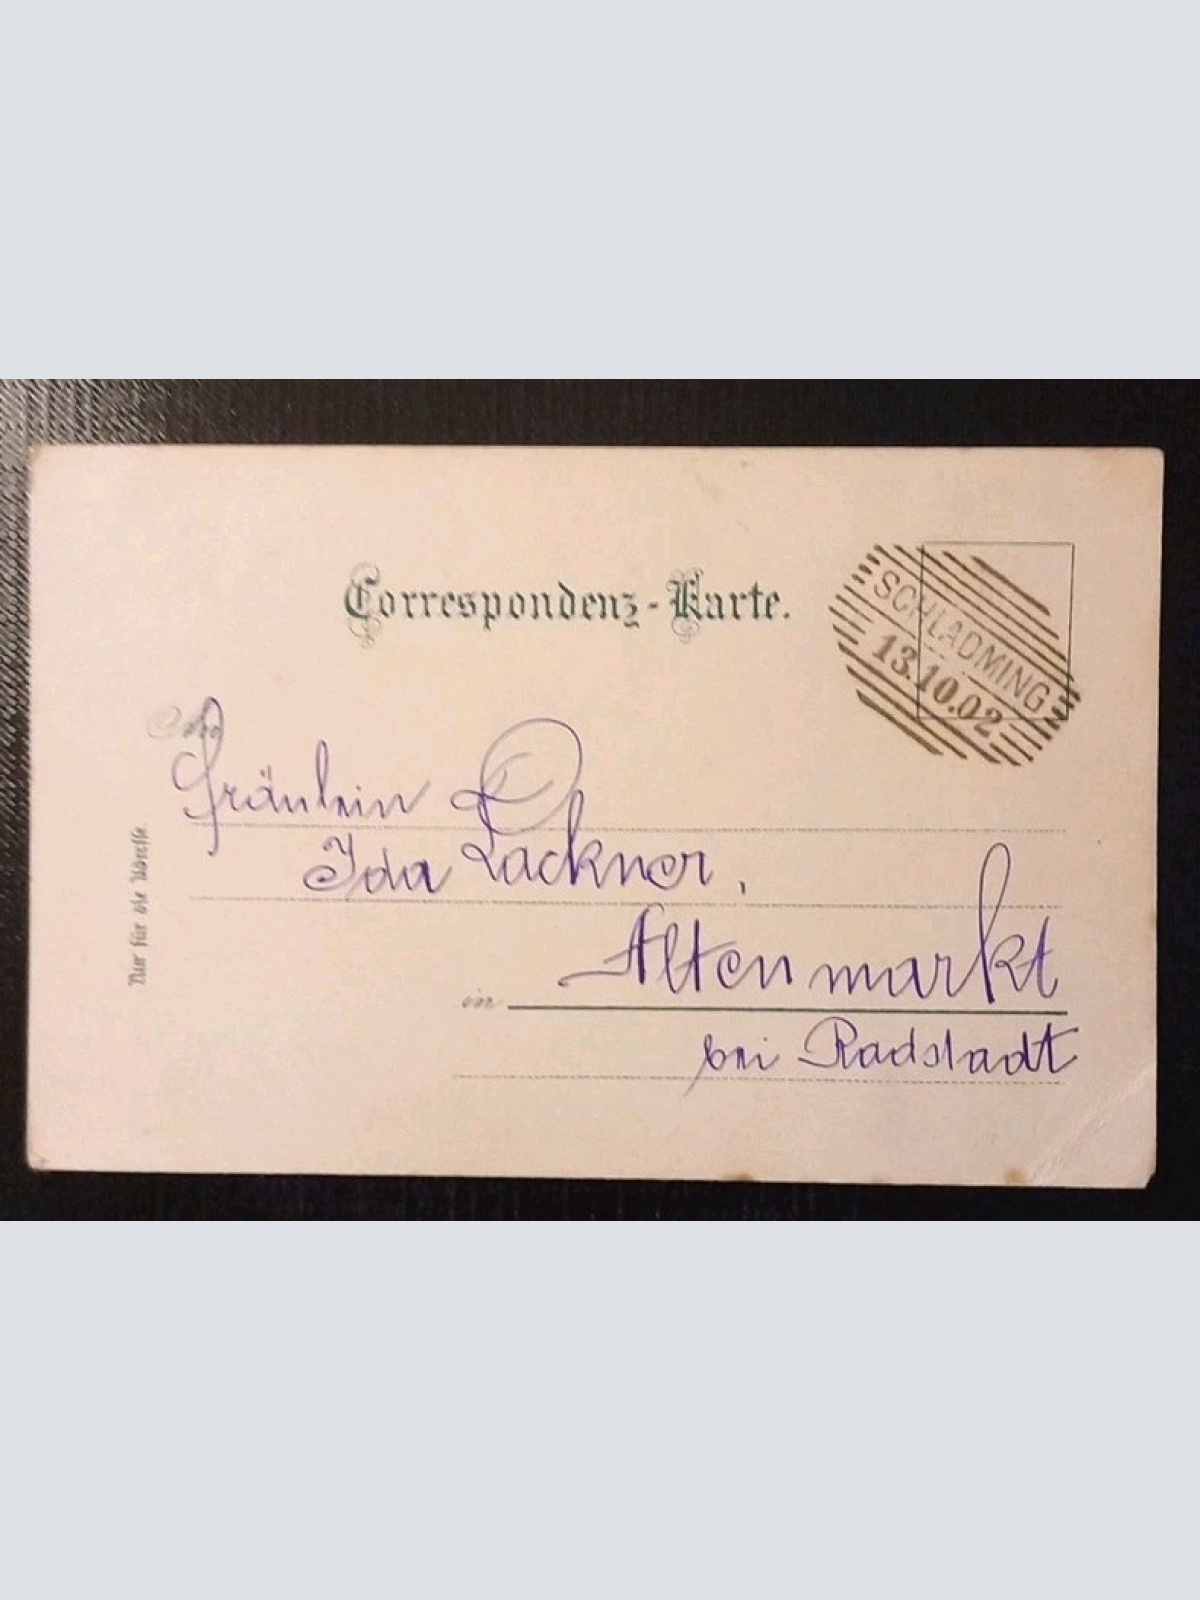 Correspondenz-Karte.
SCHLADMING
13.10.02
An
Fräulein
Ida Lackner,
Altenmarkt
in
bei Radstadt
Nur für die Adresse.